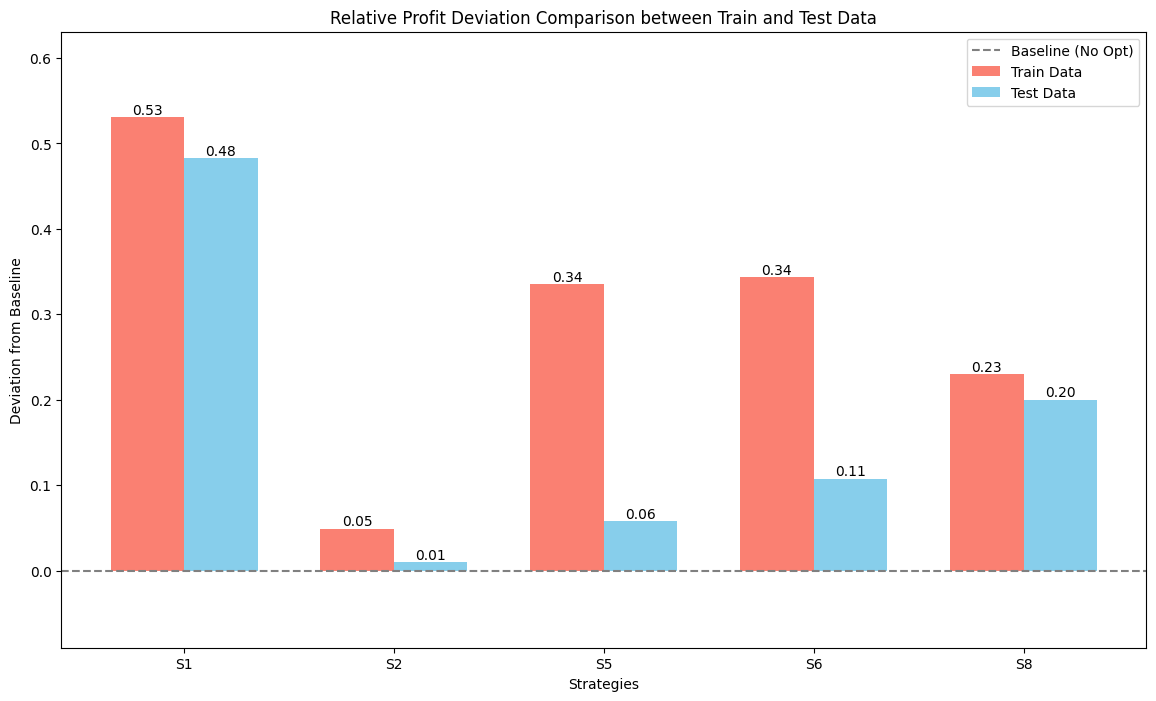 Relative Profit Deviation Comparison between Train and Test Data
Baseline (No Opt)
Train Data
Test Data
Deviation from Baseline
0.6
0.5
0.4
0.3
0.2
0.1
0.0
0.53
0.48
0.05
0.01
0.34
0.06
0.34
0.11
0.23
0.20
S1
S2
S5
S6
S8
Strategies